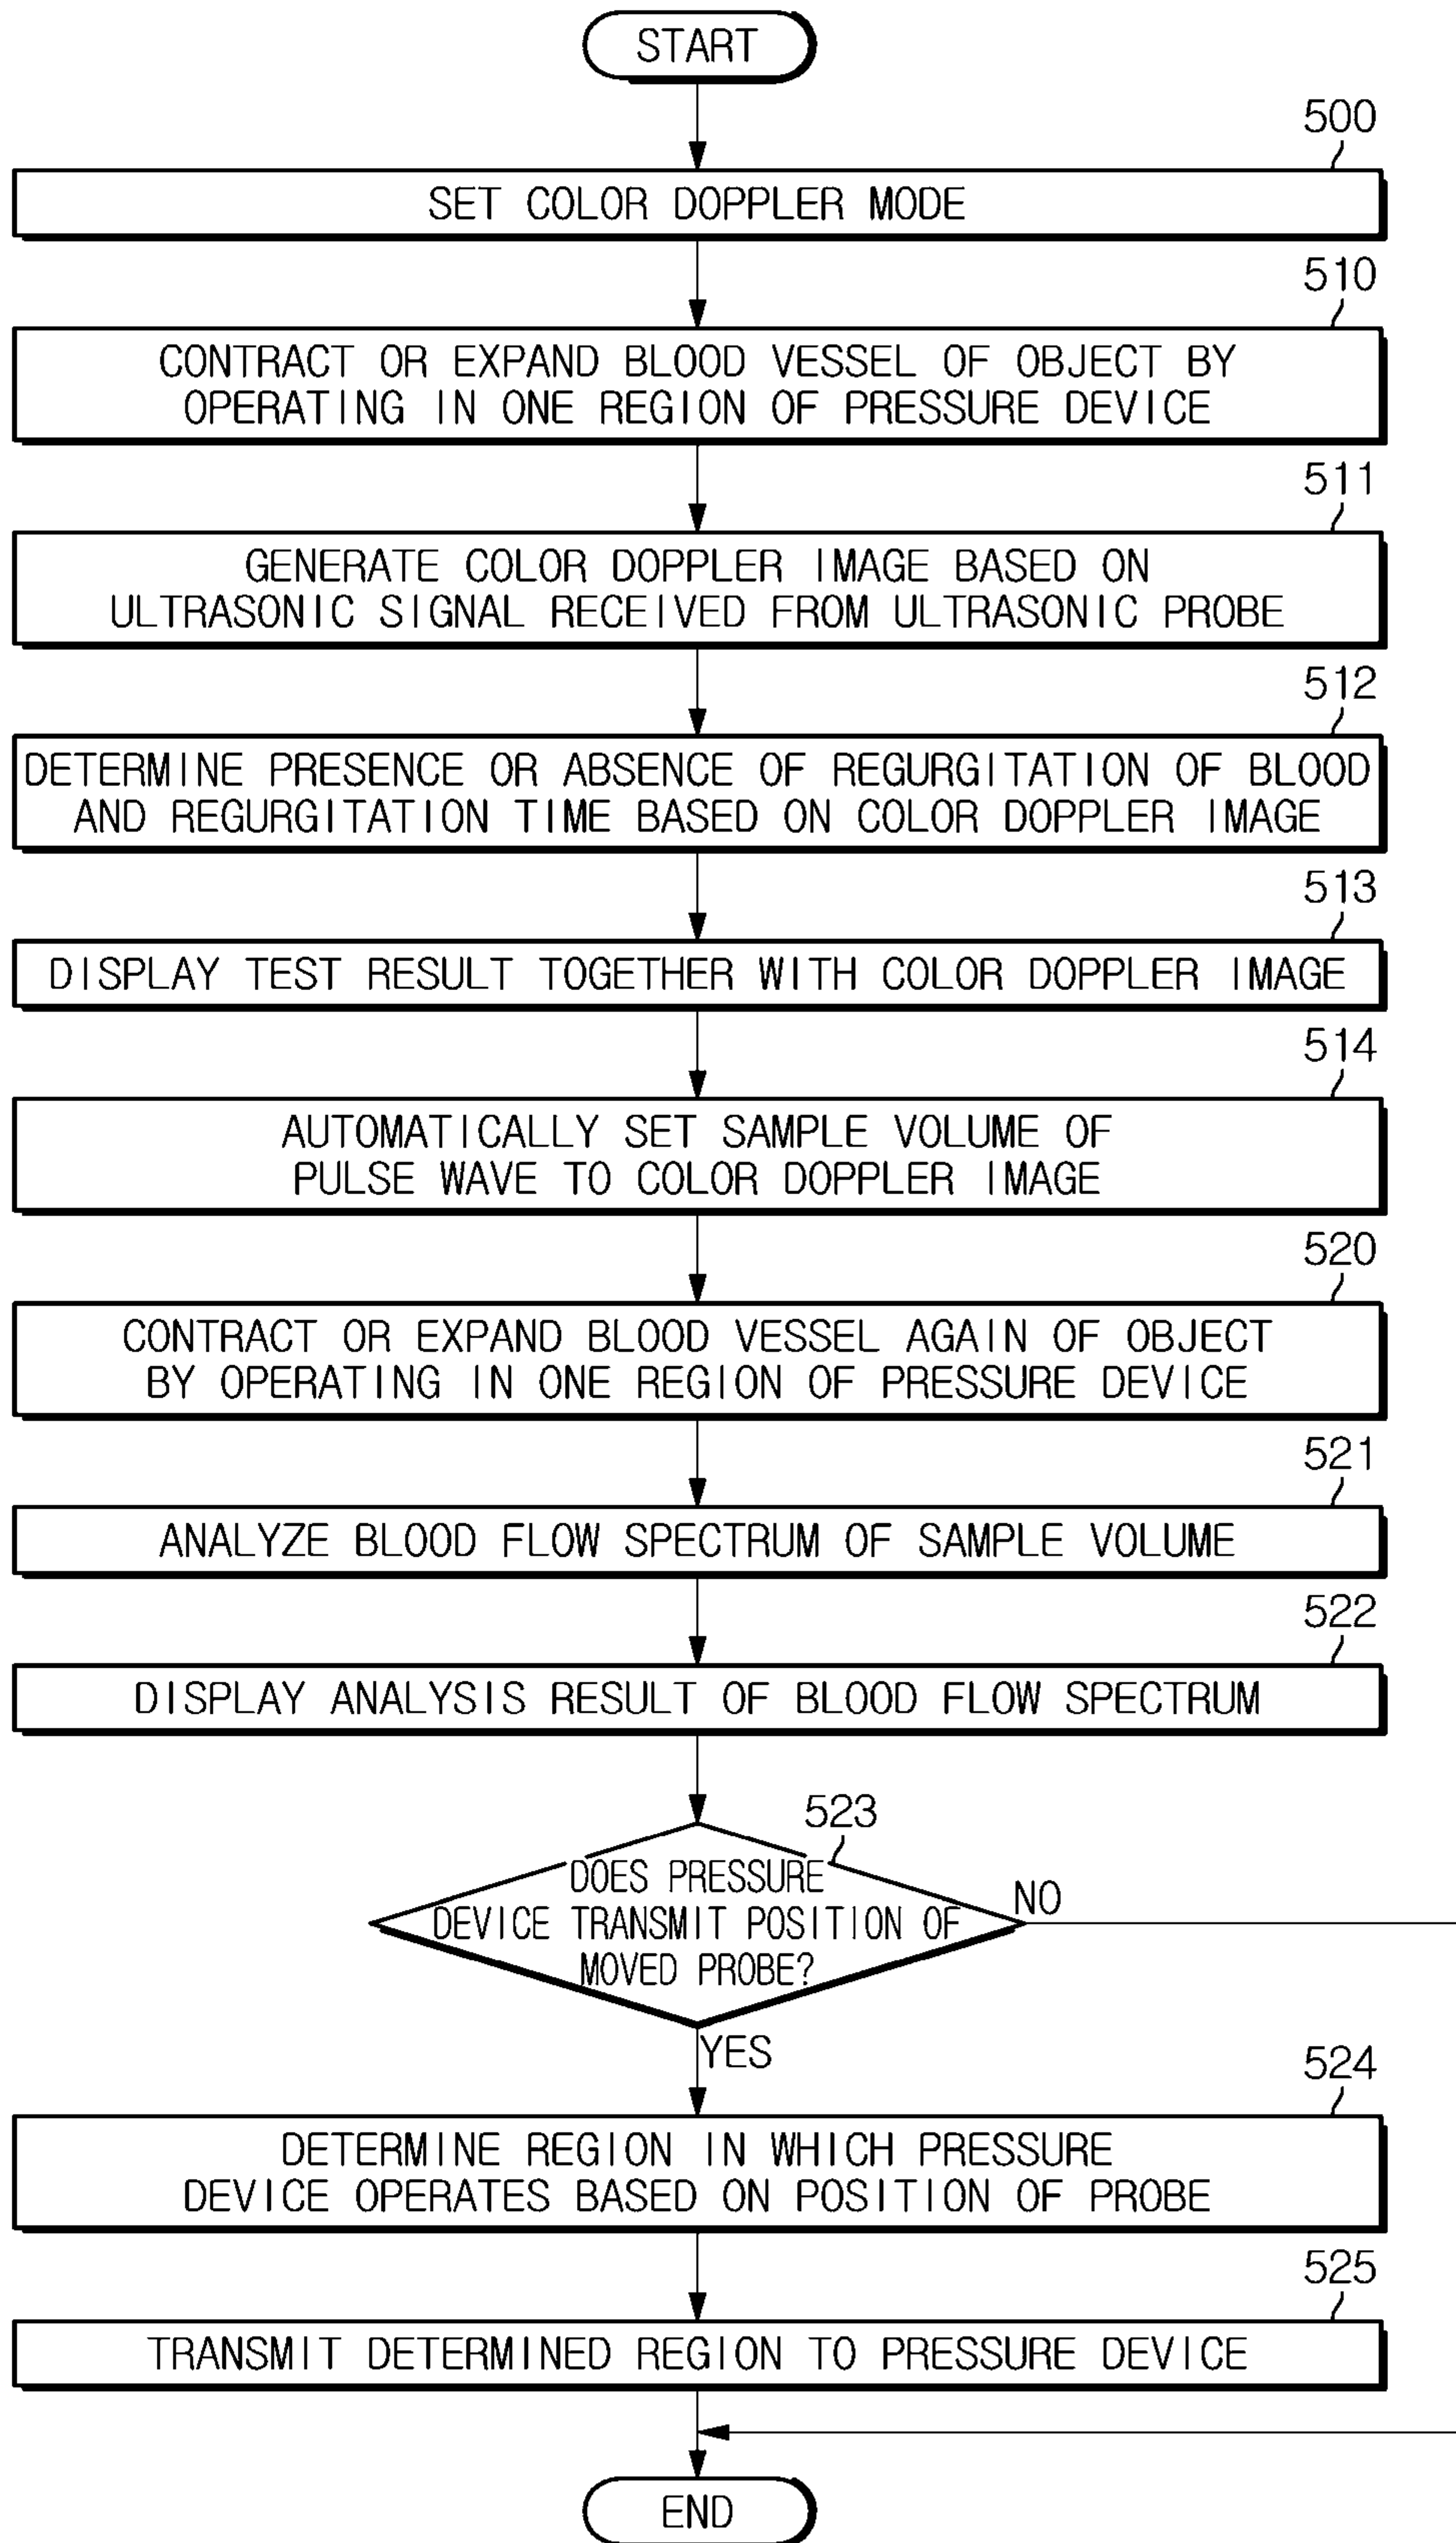 START
500
SET COLOR DOPPLER MODE
510
CONTRACT OR EXPAND BLOOD VESSEL OF OBJECT BY
OPERATING IN ONE REGION OF PRESSURE DEVICE
511
GENERATE COLOR DOPPLER IMAGE BASED ON
ULTRASONIC SIGNAL RECEIVED FROM ULTRASONIC PROBE
512
DETERMINE PRESENCE OR ABSENCE OF REGURGITATION OF BLOOD
AND REGURGITATION TIME BASED ON COLOR DOPPLER IMAGE
513
DISPLAY TEST RESULT TOGETHER WITH COLOR DOPPLER IMAGE
514
AUTOMATICALLY SET SAMPLE VOLUME OF
PULSE WAVE TO COLOR DOPPLER IMAGE
520
CONTRACT OR EXPAND BLOOD VESSEL AGAIN OF OBJECT
BY OPERATING IN ONE REGION OF PRESSURE DEVICE
521
ANALYZE BLOOD FLOW SPECTRUM OF SAMPLE VOLUME
522
DISPLAY ANALYSIS RESULT OF BLOOD FLOW SPECTRUM
523
DOES PRESSURE
DEVICE TRANSMIT POSITION OF
MOVED PROBE?
NO
YES
524
DETERMINE REGION IN WHICH PRESSURE
DEVICE OPERATES BASED ON POSITION OF PROBE
525
TRANSMIT DETERMINED REGION TO PRESSURE DEVICE
END